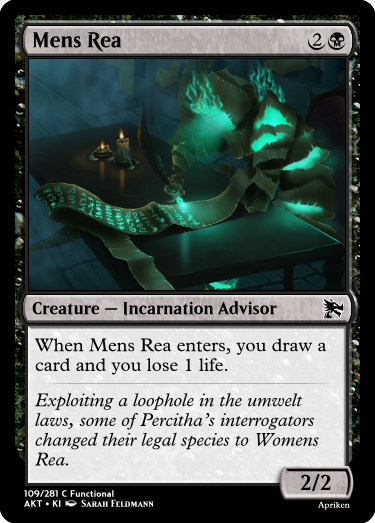 Mens Rea 2
Creature — Incarnation Advisor
When Mens Rea enters, you draw a
card and you lose 1 life.
Exploiting a loophole in the umwelt
laws, some of Percitha's interrogators
changed their legal species to Womens
Rea.
2/2
109/281 C Functional
AKT • KI Sarah Feldmann
Apriken